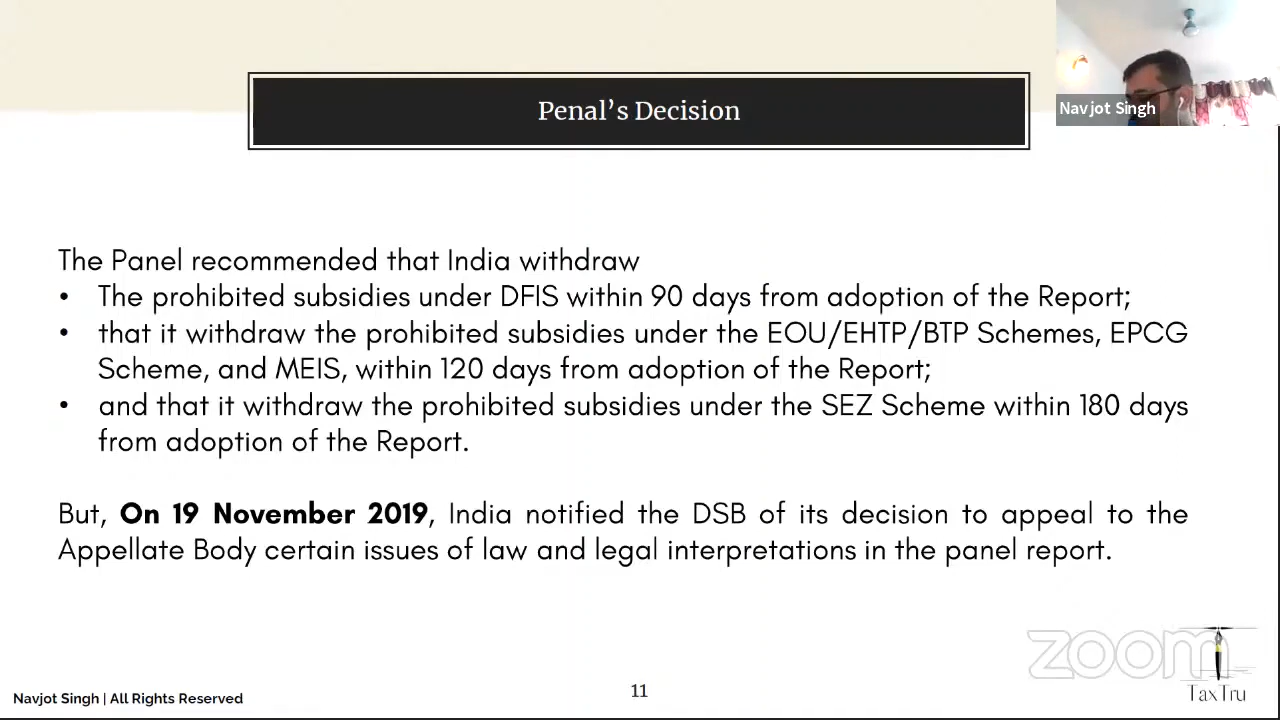 Penal's Decision
Navjot Singh
The Panel recommended that India withdraw
• The prohibited subsidies under DFIS within 90 days from adoption of the Report;
• that it withdraw the prohibited subsidies under the EOU/EHTP/BTP Schemes, EPCG
Scheme, and MEIS, within 120 days from adoption of the Report;
• and that it withdraw the prohibited subsidies under the SEZ Scheme within 180 days
from adoption of the Report.
But, On 19 November 2019, India notified the DSB of its decision to appeal to the
Appellate Body certain issues of law and legal interpretations in the panel report.
zoom
TaxTru
Navjot Singh | All Rights Reserved
11